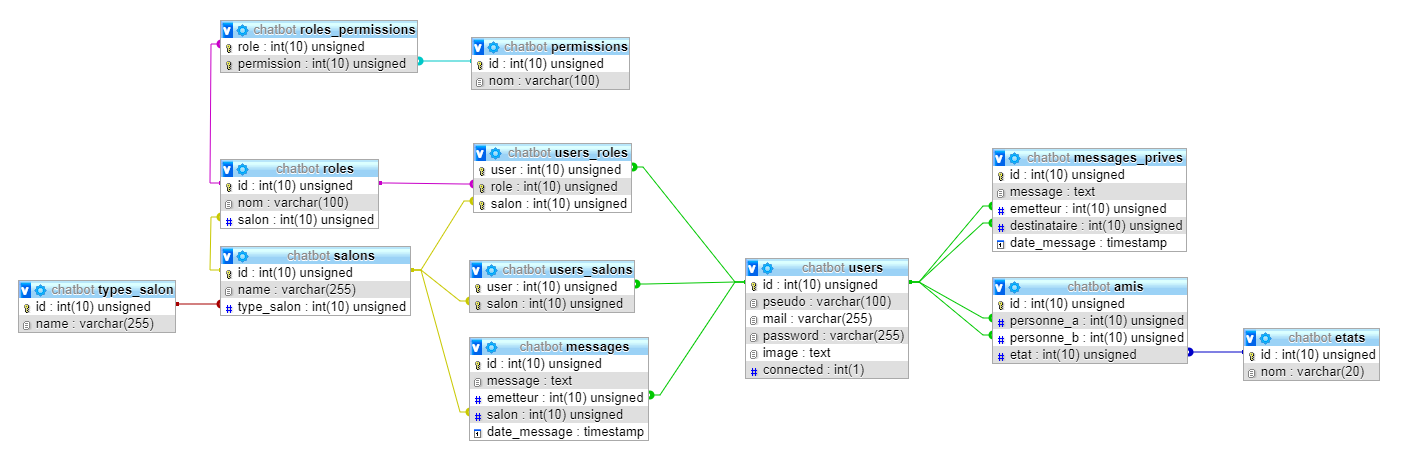 chatbot roles_permissions
role : int(10) unsigned
permission : int(10) unsigned
chatbot permissions
id : int(10) unsigned
nom : varchar(100)
chatbot roles
id : int(10) unsigned
nom : varchar(100)
# salon : int(10) unsigned
chatbot users_roles
user : int(10) unsigned
role : int(10) unsigned
salon : int(10) unsigned
chatbot messages_prives
id : int(10) unsigned
message : text
# emetteur : int(10) unsigned
# destinataire : int(10) unsigned
date_message : timestamp
chatbot types_salon
id : int(10) unsigned
name : varchar(255)
chatbot salons
id : int(10) unsigned
name : varchar(255)
# type_salon : int(10) unsigned
chatbot users_salons
user : int(10) unsigned
salon : int(10) unsigned
chatbot users
id : int(10) unsigned
pseudo : varchar(100)
mail : varchar(255)
password : varchar(255)
image : text
# connected : int(1)
chatbot amis
id : int(10) unsigned
# personne_a : int(10) unsigned
# personne_b : int(10) unsigned
# etat : int(10) unsigned
chatbot messages
id : int(10) unsigned
message : text
# emetteur : int(10) unsigned
# salon : int(10) unsigned
date_message : timestamp
chatbot etats
id : int(10) unsigned
nom : varchar(20)